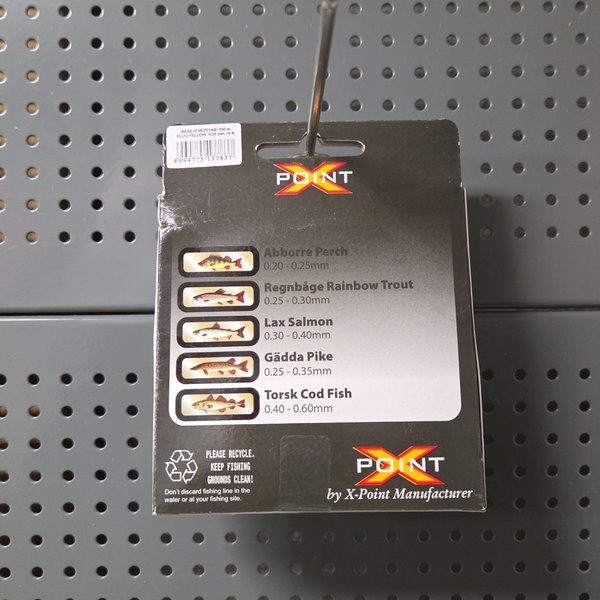 BASE-X NEPTUNE 150 m
FLUO.YELLOW 0.25 mm / 9 lb
8994775137837
X
POINT
Abborre Perch
0.20 - 0.25mm
Regnbåge Rainbow Trout
0.25 - 0.30mm
Lax Salmon
0.30 - 0.40mm
Gädda Pike
0.25 - 0.35mm
Torsk Cod Fish
0.40 - 0.60mm
PLEASE RECYCLE.
KEEP FISHING
GROUNDS CLEAN!
Don't discard fishing line in the
water or at your fishing site.
X
POINT
by X-Point Manufacturer